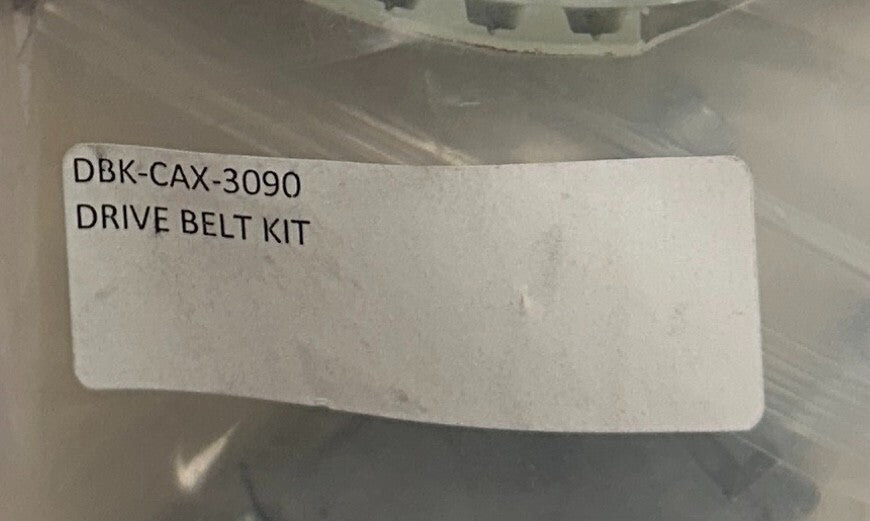 DBK-CAX-3090
DRIVE BELT KIT